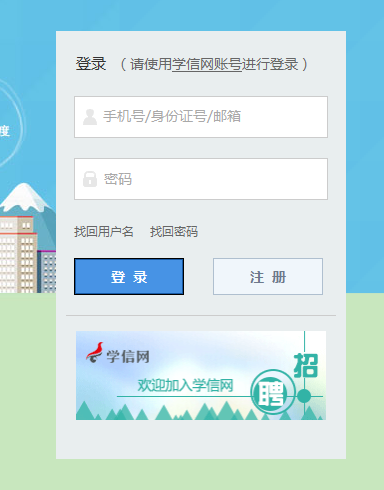 度
登录 （请使用学信网账号进行登录）
手机号/身份证号/邮箱
密码
找回用户名 找回密码
登 录 注 册
学信网
欢迎加入学信网
招
聘